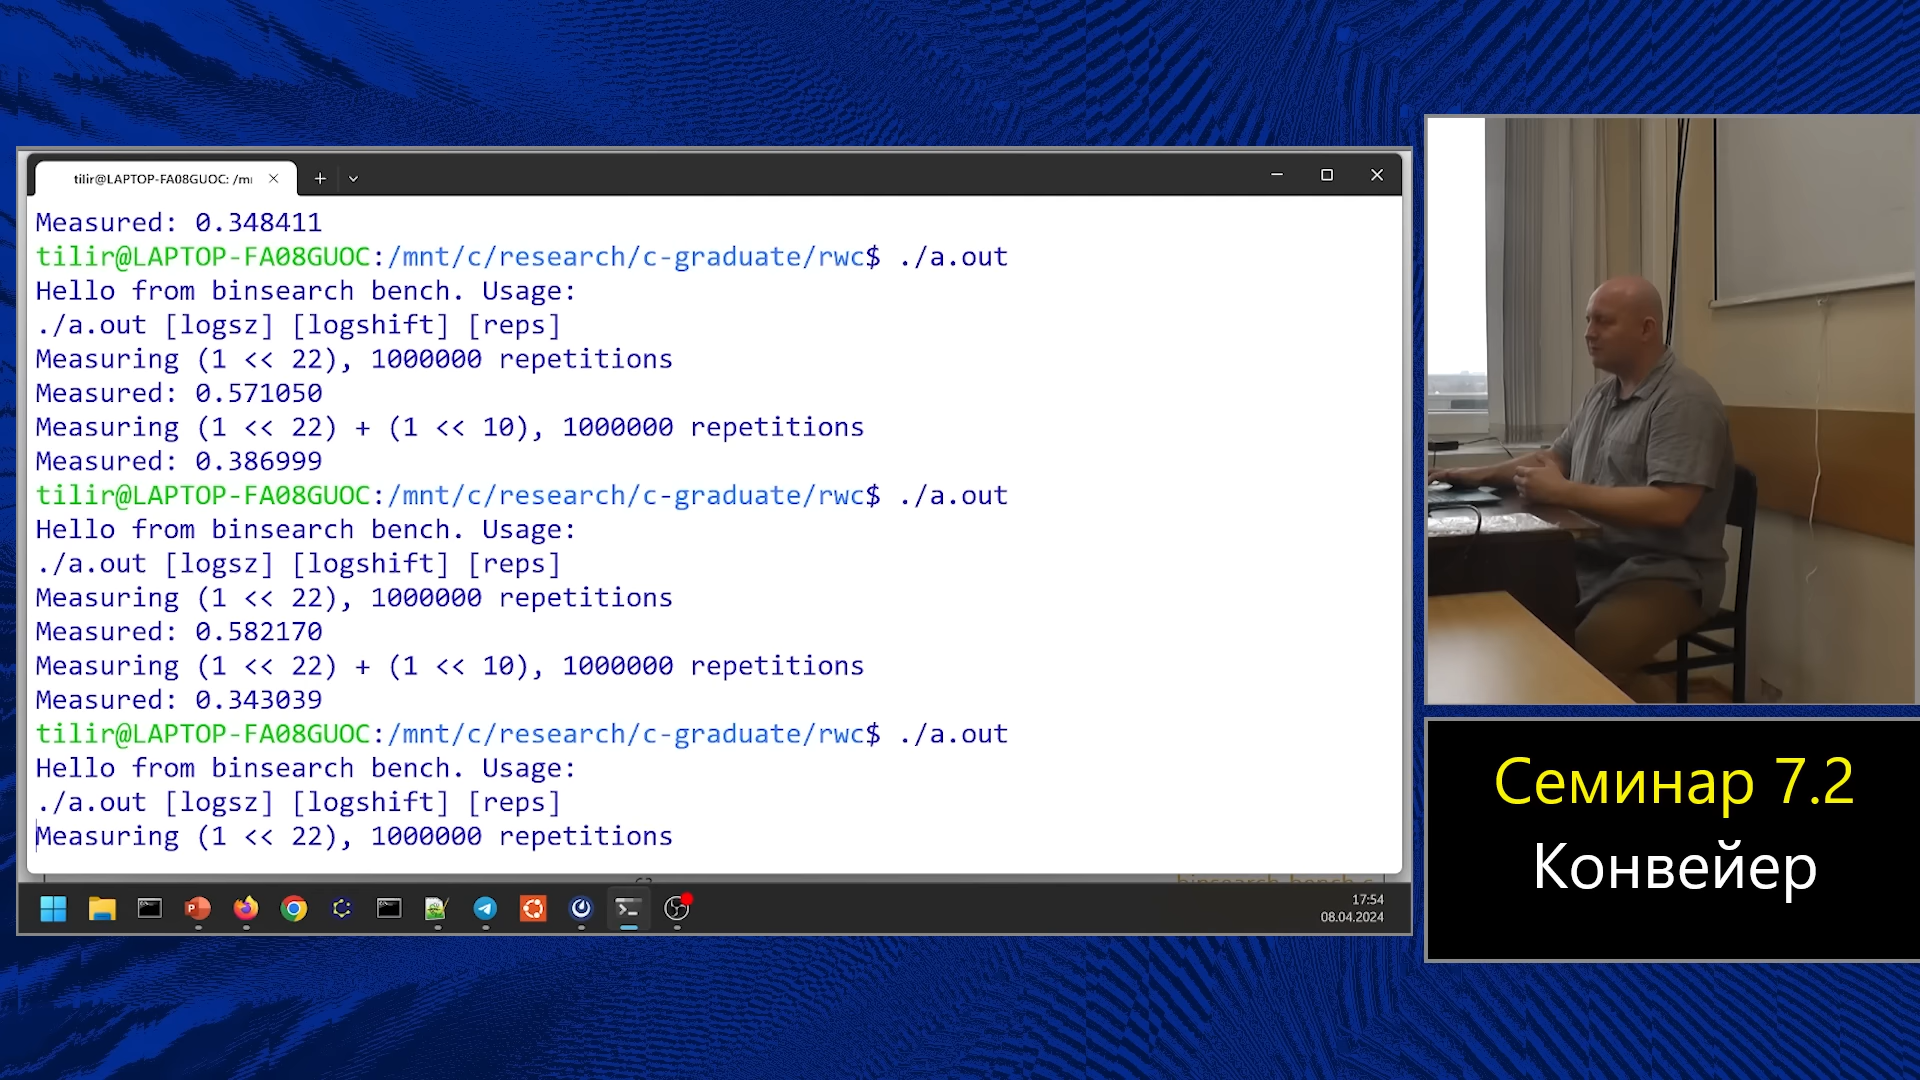 tilir@LAPTOP-FA08GUOC: /m
Measured: 0.348411
tilir@LAPTOP-FA08GUOC:/mnt/c/research/c-graduate/rwc$ ./a.out
Hello from binsearch bench. Usage:
./a.out [logsz] [logshift] [reps]
Measuring (1 << 22), 1000000 repetitions
Measured: 0.571050
Measuring (1 << 22) + (1 << 10), 1000000 repetitions
Measured: 0.386999
tilir@LAPTOP-FA08GUOC:/mnt/c/research/c-graduate/rwc$ ./a.out
Hello from binsearch bench. Usage:
./a.out [logsz] [logshift] [reps]
Measuring (1 << 22), 1000000 repetitions
Measured: 0.582170
Measuring (1 << 22) + (1 << 10), 1000000 repetitions
Measured: 0.343039
tilir@LAPTOP-FA08GUOC:/mnt/c/research/c-graduate/rwc$ ./a.out
Hello from binsearch bench. Usage:
./a.out [logsz] [logshift] [reps]
Measuring (1 << 22), 1000000 repetitions
17:54
08.04.2024
Семинар 7.2
Конвейер